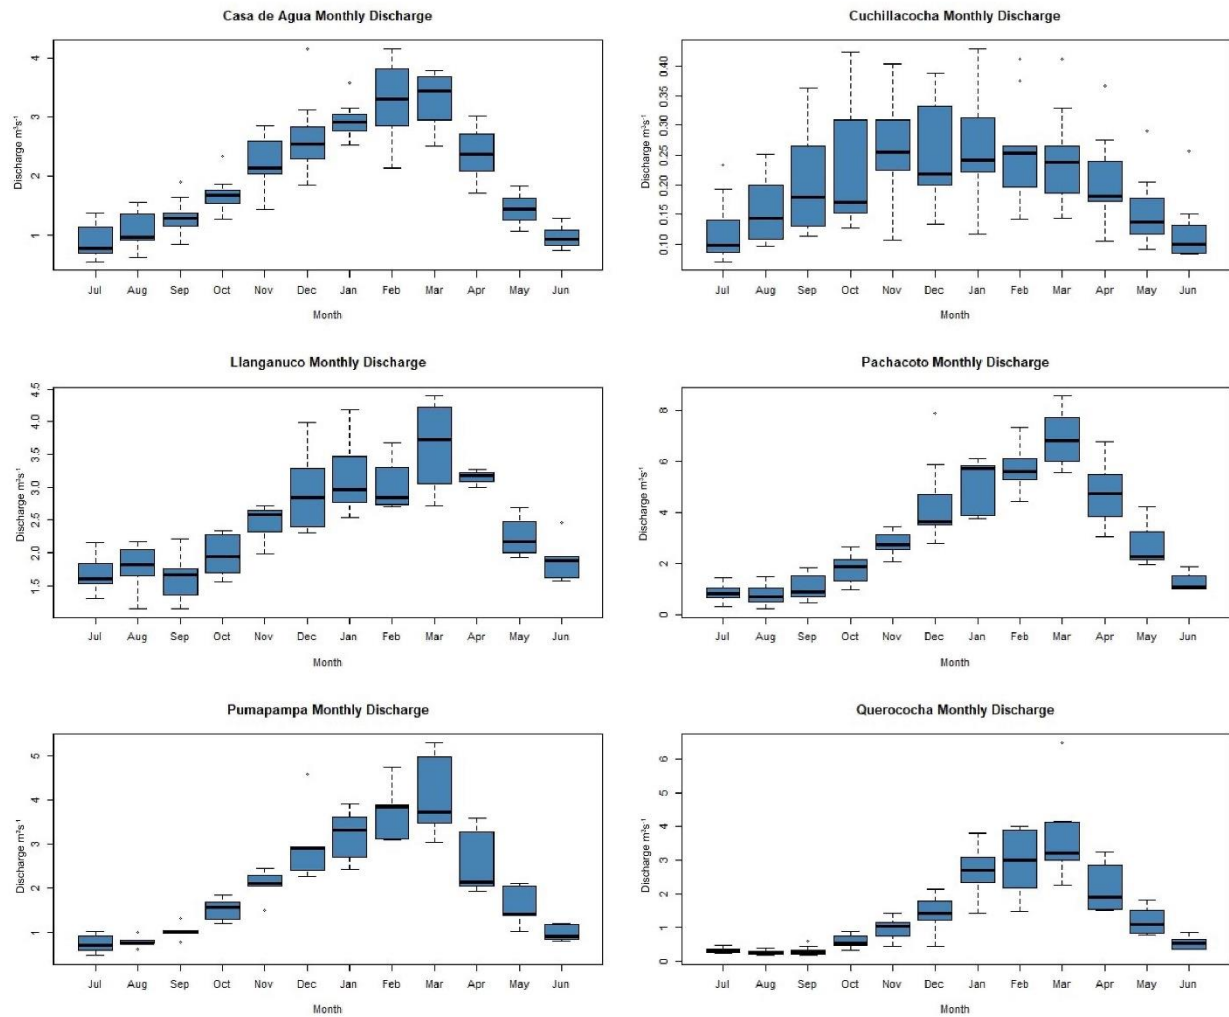 Casa de Agua Monthly Discharge
Discharge m³s⁻¹
4
3
2
1
Jul Aug Sep Oct Nov Dec Jan Feb Mar Apr May Jun
Month
Cuchillacocha Monthly Discharge
Discharge m³s⁻¹
0.40
0.35
0.30
0.25
0.20
0.15
0.10
Jul Aug Sep Oct Nov Dec Jan Feb Mar Apr May Jun
Month
Llanganuco Monthly Discharge
Discharge m³s⁻¹
4.5
4.0
3.5
3.0
2.5
2.0
1.5
Jul Aug Sep Oct Nov Dec Jan Feb Mar Apr May Jun
Month
Pachacoto Monthly Discharge
Discharge m³s⁻¹
8
6
4
2
0
Jul Aug Sep Oct Nov Dec Jan Feb Mar Apr May Jun
Month
Pumapampa Monthly Discharge
Discharge m³s⁻¹
5
4
3
2
1
Jul Aug Sep Oct Nov Dec Jan Feb Mar Apr May Jun
Month
Querococha Monthly Discharge
Discharge m³s⁻¹
6
5
4
3
2
1
0
Jul Aug Sep Oct Nov Dec Jan Feb Mar Apr May Jun
Month